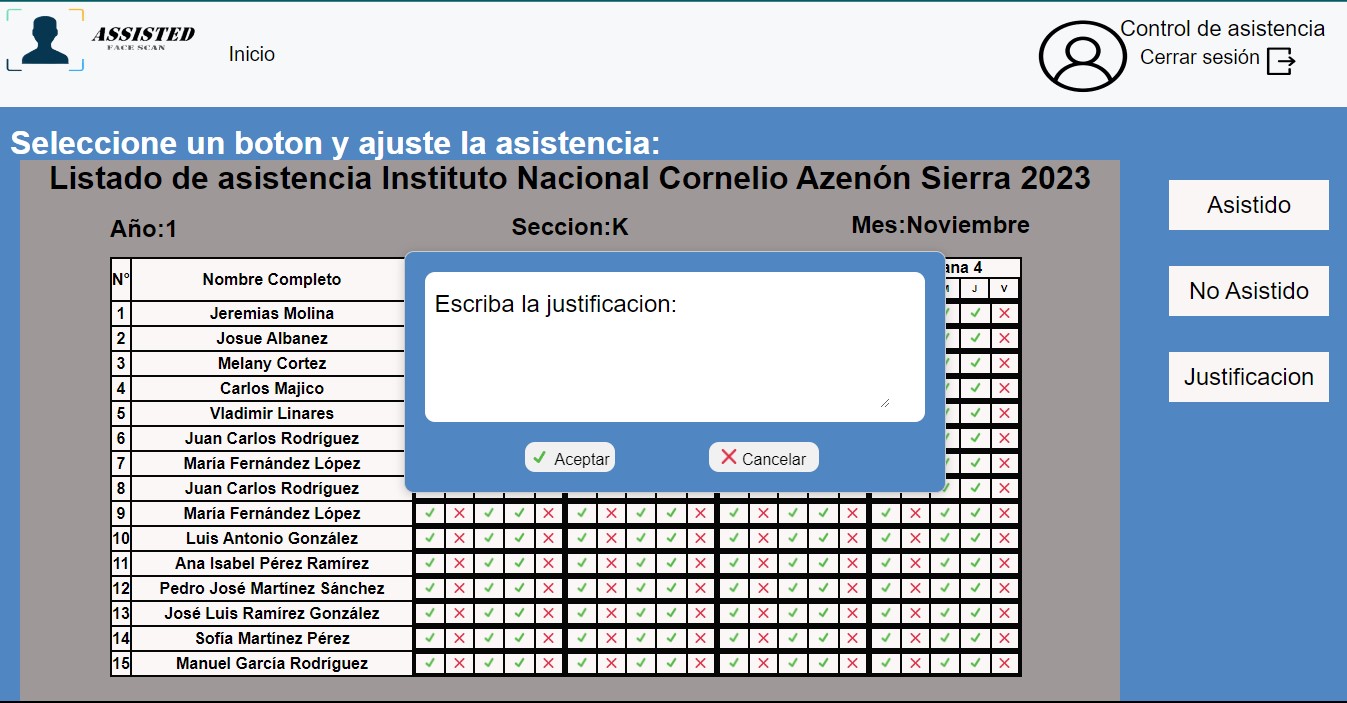 ASSISTED
FACE SCAN
Inicio
Control de asistencia
Cerrar sesión
Seleccione un boton y ajuste la asistencia:
Listado de asistencia Instituto Nacional Cornelio Azenón Sierra 2023
Año:1
Seccion:K
Mes:Noviembre
N° Nombre Completo
ana 4
J V
1 Jeremias Molina
2 Josue Albanez
3 Melany Cortez
4 Carlos Majico
5 Vladimir Linares
6 Juan Carlos Rodríguez
7 María Fernández López
8 Juan Carlos Rodríguez
9 María Fernández López
10 Luis Antonio González
11 Ana Isabel Pérez Ramírez
12 Pedro José Martínez Sánchez
13 José Luis Ramírez González
14 Sofía Martínez Pérez
15 Manuel García Rodríguez
Escriba la justificacion:
Aceptar
Cancelar
Asistido
No Asistido
Justificacion